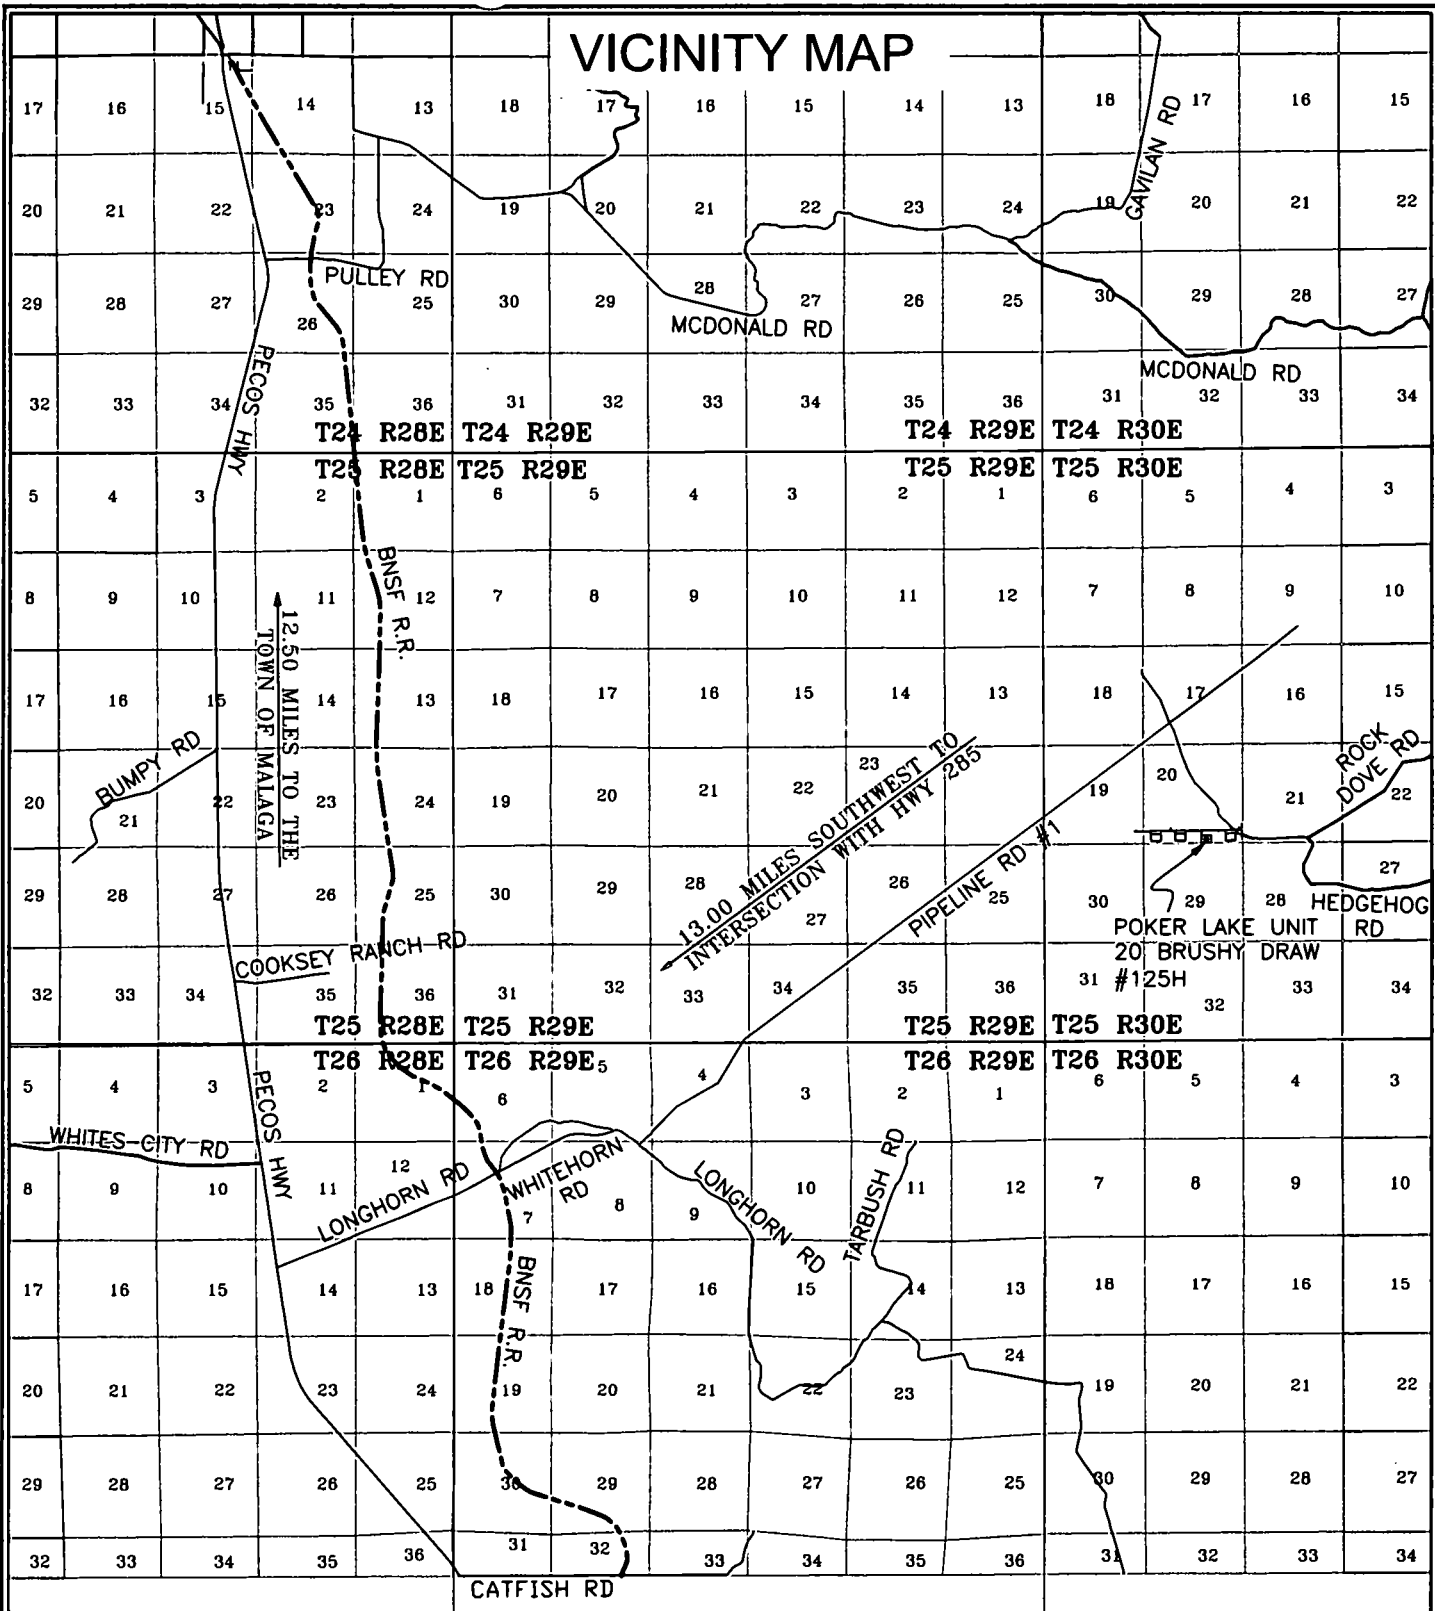 VICINITY MAP
17 16 15 14 13 18 17 16 15 14 13 18 17 16 15
GAVILAN RD
20 21 22 23 24 19 20 21 22 23 24 19 20 21 22
PULLEY RD
29 28 27 26 25 30 29 28 27 26 25 30 29 28 27
MCDONALD RD
MCDONALD RD
PECOS HWY
32 33 34 35 36 31 32 33 34 35 36 31 32 33 34
T24 R28E T24 R29E T24 R29E T24 R30E
T25 R28E T25 R29E T25 R29E T25 R30E
5 4 3 2 1 6 5 4 3 2 1 6 5 4 3
BNSF R.R.
8 9 10 11 12 7 8 9 10 11 12 7 8 9 10
12.50 MILES TO THE
TOWN OF MALAGA
17 16 15 14 13 18 17 16 15 14 13 18 17 16 15
BUMPY RD
ROCK
DOVE RD
20 21 22 23 24 19 20 21 22 23 19 20 21 22
13.00 MILES SOUTHWEST TO
INTERSECTION WITH HWY 285
PIPELINE RD #1
29 28 27 26 25 30 29 28 27 26 25 30 29 28 27
HEDGEHOG
RD
POKER LAKE UNIT
20 BRUSHY DRAW
#125H
COOKSEY RANCH RD
32 33 34 35 36 31 32 33 34 35 36 31 32 33 34
T25 R28E T25 R29E T25 R29E T25 R30E
T26 R28E T26 R29E T26 R29E T26 R30E
5 4 3 2 1 6 5 4 3 2 1 6 5 4 3
PECOS HWY
WHITES CITY RD
LONGHORN RD
WHITEHORN
RD
LONGHORN RD
TARBUSH RD
8 9 10 11 12 7 8 9 10 11 12 7 8 9 10
BNSF R.R.
17 16 15 14 13 18 17 16 15 14 13 18 17 16 15
20 21 22 23 24 19 20 21 22 23 24 19 20 21 22
29 28 27 26 25 30 29 28 27 26 25 30 29 28 27
32 33 34 35 36 31 32 33 34 35 36 31 32 33 34
CATFISH RD